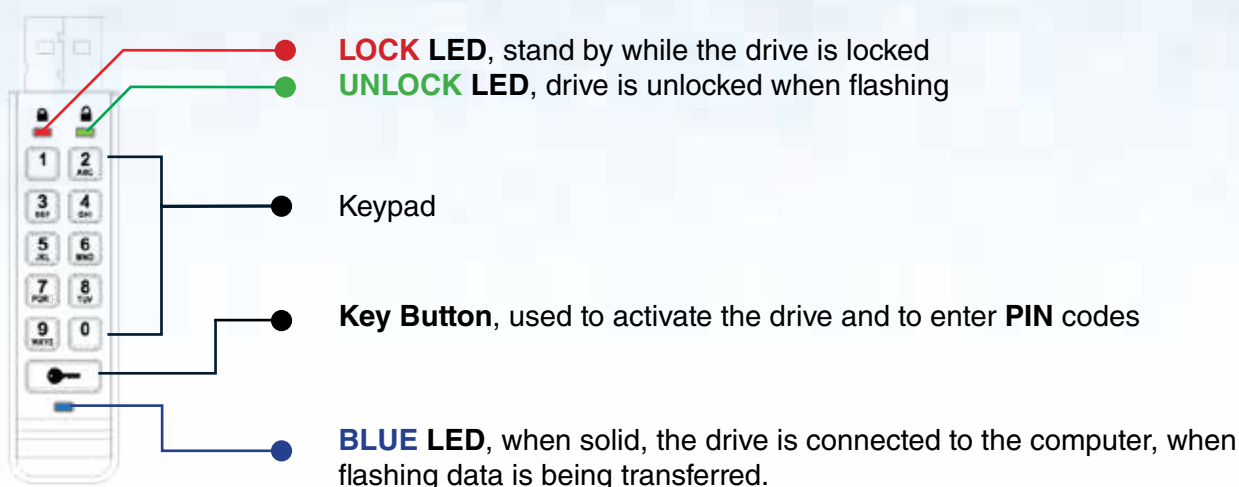 LOCK LED, stand by while the drive is locked
UNLOCK LED, drive is unlocked when flashing
1 2
ABC
3 4
DEF GHI
Keypad
5 6
JKL MNO
7 8
PQR TUV
9 0
Key Button, used to activate the drive and to enter PIN codes
BLUE LED, when solid, the drive is connected to the computer, when
flashing data is being transferred.